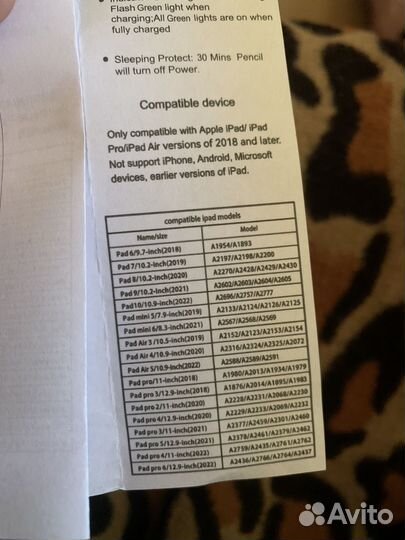 Flash Green light when
charging;All Green lights are on when
fully charged
Sleeping Protect: 30 Mins Pencil
will turn off Power.
Compatible device
Only compatible with Apple iPad/ iPad
Pro/iPad Air versions of 2018 and later.
Not support iPhone, Android, Microsoft
devices, earlier versions of iPad.
compatible ipad models
Name/size Model
Pad 6/9.7-inch(2018) A1954/A1893
Pad 7/10.2-inch(2019) A2197/A2198/A2200
Pad 8/10.2-inch(2020) A2270/A2428/A2429/A2430
Pad 9/10.2-inch(2021) A2602/A2603/A2604/A2605
Pad10/10.9-inch(2022) A2696/A2757/A2777
Pad mini 5/7.9-inch(2019) A2133/A2124/A2126/A2125
Pad mini 6/8.3-inch(2021) A2567/A2568/A2569
Pad Air 3/10.5-inch(2019) A2152/A2123/A2153/A2154
Pad Air 4/10.9-inch(2020) A2316/A2324/A2325/A2072
Pad Air 5/10.9-inch(2022) A2588/A2589/A2591
Pad pro/11-inch(2018) A1980/A2013/A1934/A1979
Pad pro 3/12.9-inch(2018) A1876/A2014/A1895/A1983
Pad pro 2/11-inch(2020) A2228/A2231/A2068/A2230
Pad pro 4/12.9-inch(2020) A2229/A2233/A2069/A2232
Pad pro 3/11-inch(2021) A2377/A2459/A2301/A2460
Pad pro 5/12.9-inch(2021) A2378/A2461/A2379/A2462
Pad pro 4/11-inch(2022) A2759/A2435/A2761/A2762
Pad pro 6/12.9-inch(2022) A2436/A2766/A2764/A2437
Avito